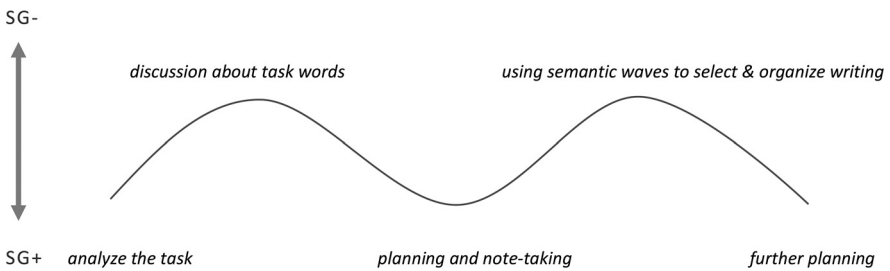 SG-
discussion about task words
using semantic waves to select & organize writing
SG+
analyze the task
planning and note-taking
further planning